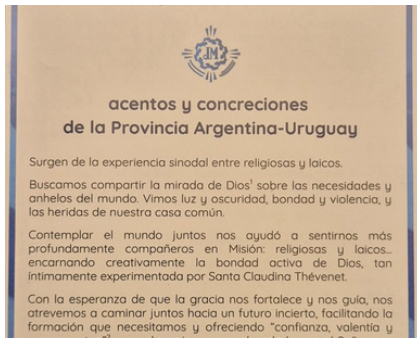 JM
acentos y concreciones
de la Provincia Argentina-Uruguay
Surgen de la experiencia sinodal entre religiosas y laicos.
Buscamos compartir la mirada de Dios¹ sobre las necesidades y
anhelos del mundo. Vimos luz y oscuridad, bondad y violencia, y
las heridas de nuestra casa común.
Contemplar el mundo juntos nos ayudó a sentirnos más
profundamente compañeros en Misión: religiosas y laicos...
encarnando creativamente la bondad activa de Dios, tan
íntimamente experimentada por Santa Claudina Thévenet.
Con la esperanza de que la gracia nos fortalece y nos guía, nos
atrevemos a caminar juntos hacia un futuro incierto, facilitando la
formación que necesitamos y ofreciendo “confianza, valentía y